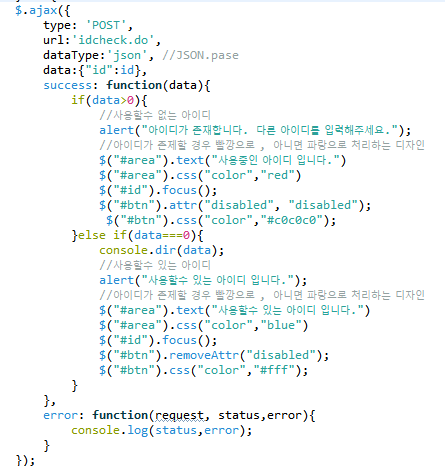 $.ajax({
type: 'POST',
url:'idcheck.do',
dataType:'json', //JSON.pase
data:{"id":id},
success: function(data){
if(data>0){
//사용할수 없는 아이디
alert("아이디가 존재합니다. 다른 아이디를 입력해주세요.");
//아이디가 존제할 경우 빨깡으로 , 아니면 파랑으로 처리하는 디자인
$("#area").text("사용중인 아이디 입니다.")
$("#area").css("color","red")
$("#id").focus();
$("#btn").attr("disabled", "disabled");
$("#btn").css("color","#c0c0c0");
}else if(data===0){
console.dir(data);
//사용할수 있는 아이디
alert("사용할수 있는 아이디 입니다.");
//아이디가 존제할 경우 빨깡으로 , 아니면 파랑으로 처리하는 디자인
$("#area").text("사용할수 있는 아이디 입니다.")
$("#area").css("color","blue")
$("#id").focus();
$("#btn").removeAttr("disabled");
$("#btn").css("color","#fff");
}
},
error: function(request, status,error){
console.log(status,error);
}
});